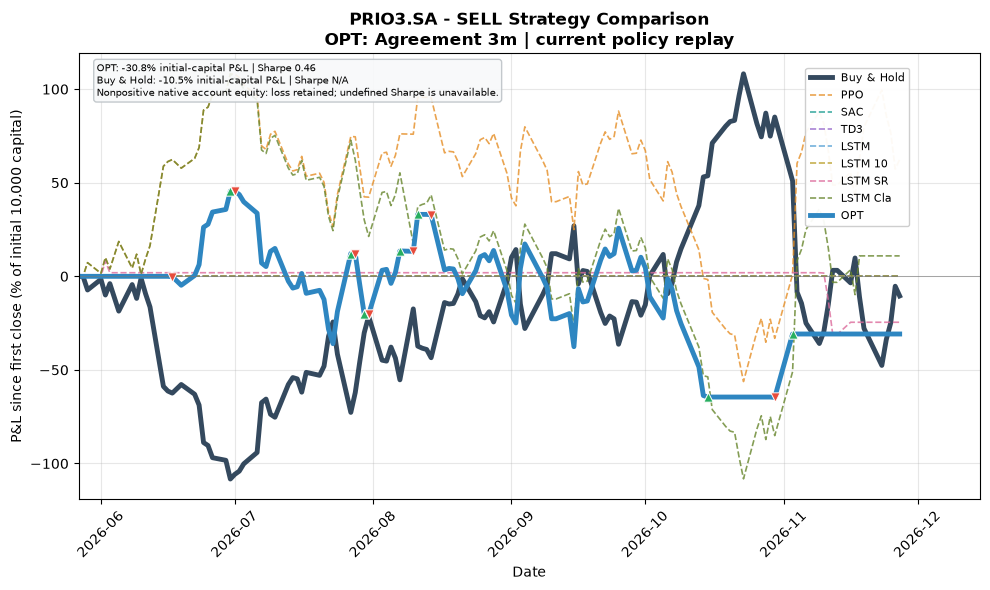 PRIO3.SA - SELL Strategy Comparison
OPT: Agreement 3m | current policy replay
OPT: -30.8% initial-capital P&L | Sharpe 0.46
Buy & Hold: -10.5% initial-capital P&L | Sharpe N/A
Nonpositive native account equity: loss retained; undefined Sharpe is unavailable.
Buy & Hold
PPO
SAC
TD3
LSTM
LSTM 10
LSTM SR
LSTM Cla
OPT
P&L since first close (% of initial 10,000 capital)
100
50
0
−50
−100
2026-06
2026-07
2026-08
2026-09
2026-10
2026-11
2026-12
Date